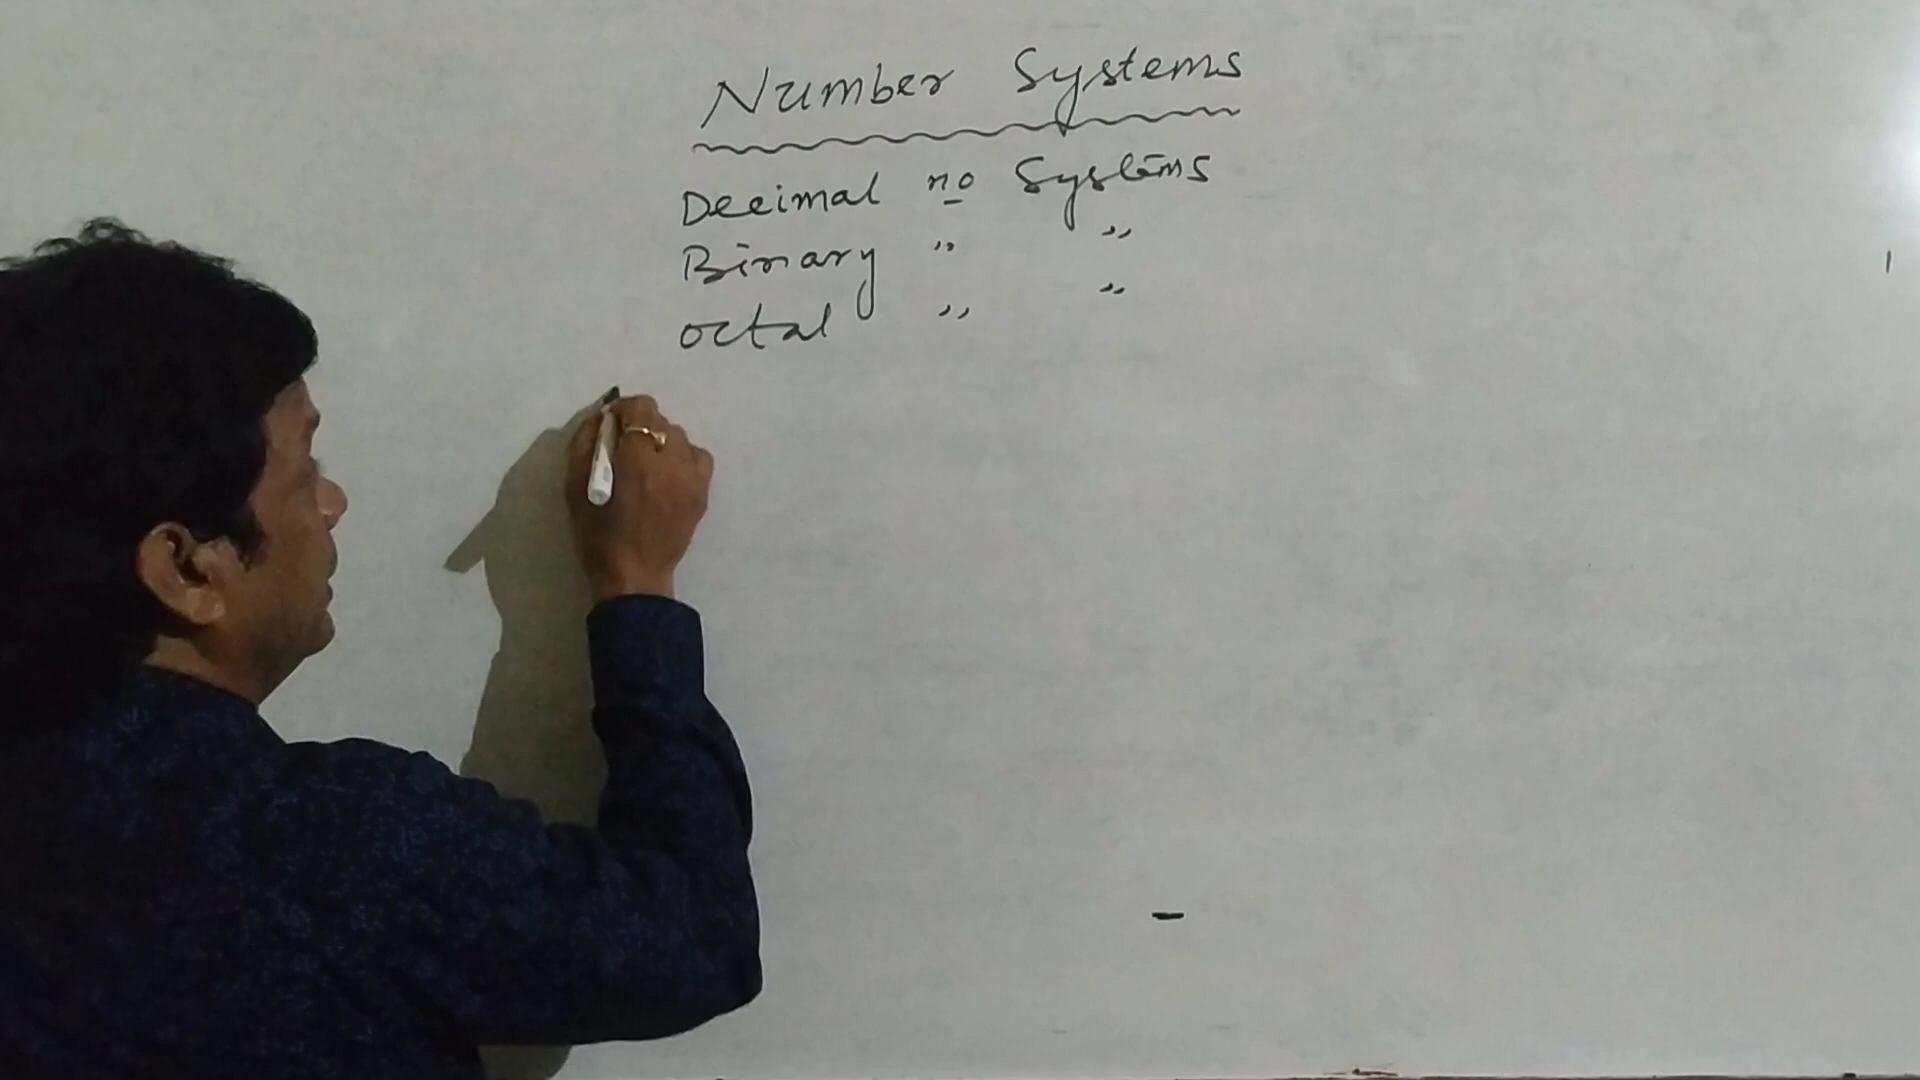 Number Systems
Decimal no Systems
Binary " "
octal " "